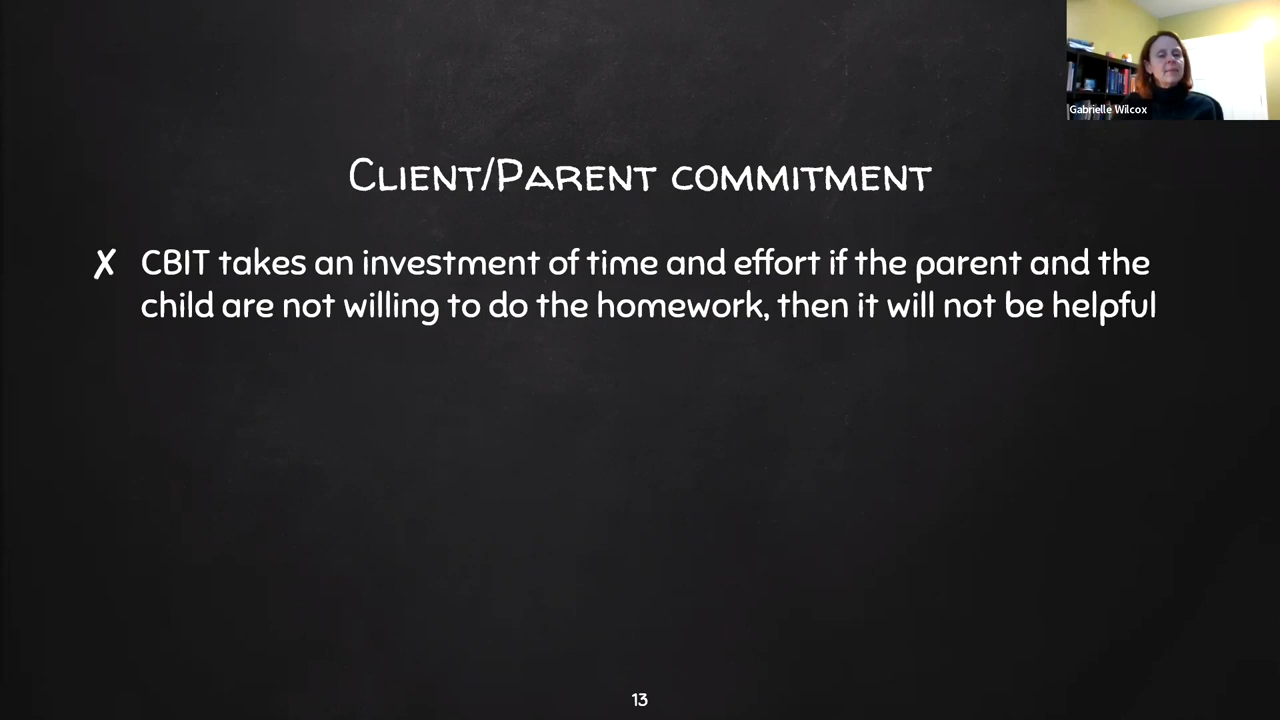 Gabrielle Wilcox
Client/Parent commitment
✗ CBIT takes an investment of time and effort if the parent and the
child are not willing to do the homework, then it will not be helpful
13